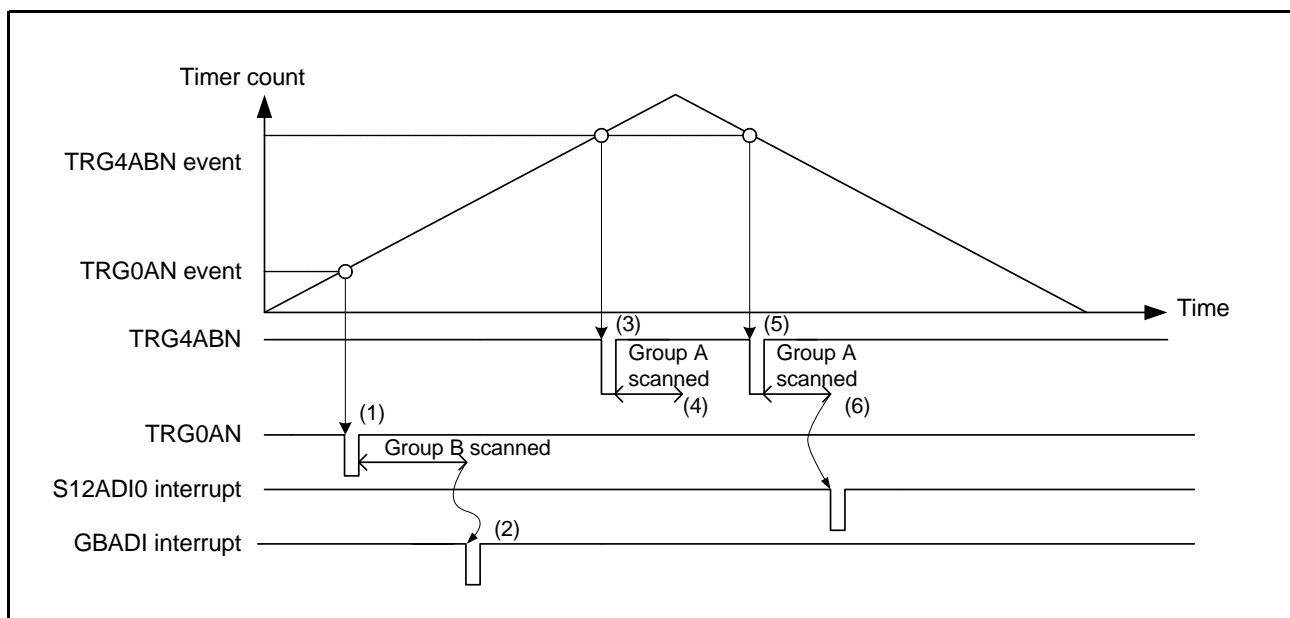 Timer count
TRG4ABN event
TRG0AN event
Time
TRG4ABN
(3)
(5)
Group A
scanned
Group A
scanned
(4)
(6)
(1)
TRG0AN
Group B scanned
S12ADI0 interrupt
(2)
GBADI interrupt